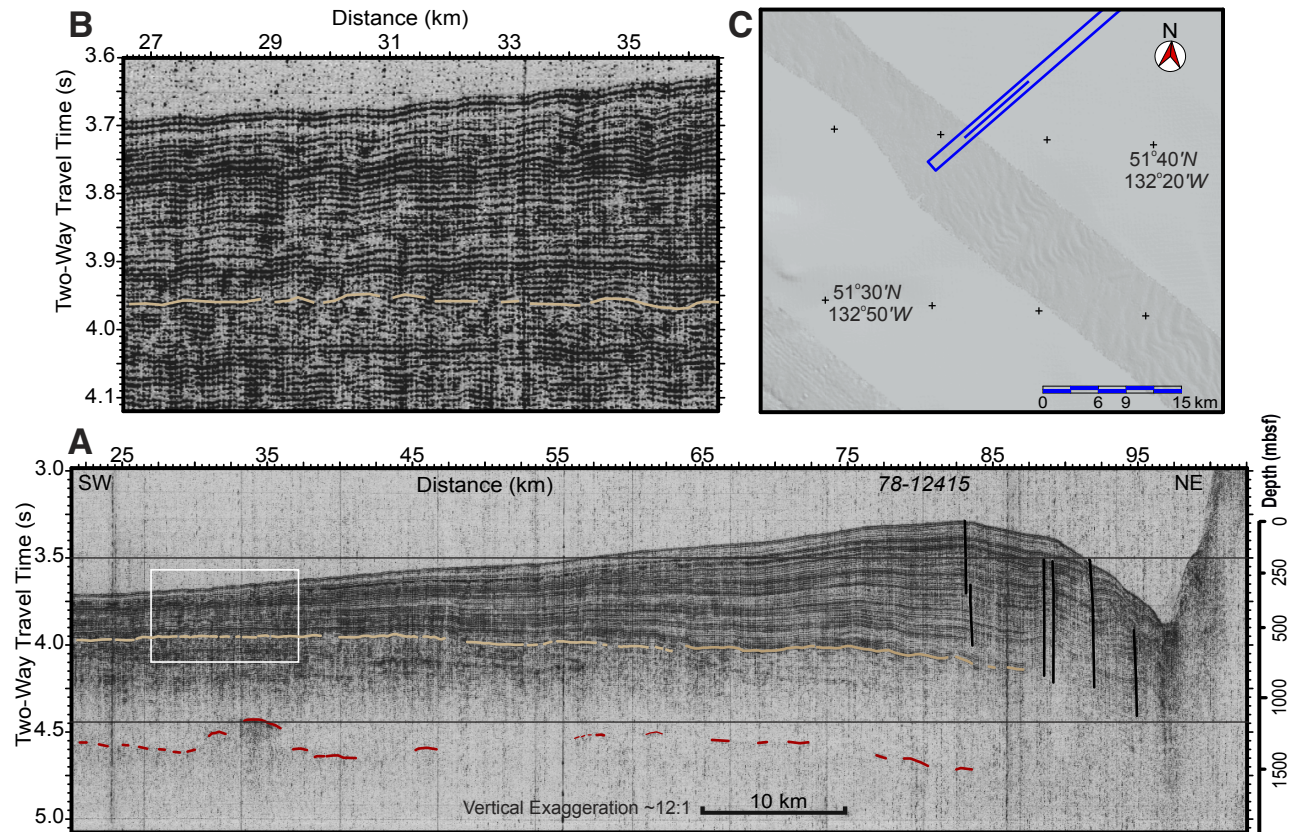 B
Distance (km)
27 29 31 33 35
Two-Way Travel Time (s)
3.6
3.7
3.8
3.9
4.0
4.1
C
N
51°40'N
132°20'W
51°30'N
132°50'W
0 6 9 15 km
A
25 35 45 55 65 75 85 95
SW Distance (km) 78-12415 NE
Two-Way Travel Time (s)
3.0
3.5
4.0
4.5
5.0
Depth (mbsf)
0
250
500
1000
1500
Vertical Exaggeration ~12:1
10 km